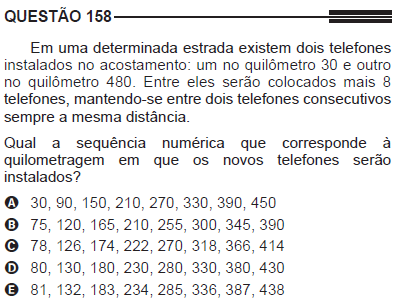 QUESTÃO 158
Em uma determinada estrada existem dois telefones
instalados no acostamento: um no quilômetro 30 e outro
no quilômetro 480. Entre eles serão colocados mais 8
telefones, mantendo-se entre dois telefones consecutivos
sempre a mesma distância.
Qual a sequência numérica que corresponde à
quilometragem em que os novos telefones serão
instalados?
A 30, 90, 150, 210, 270, 330, 390, 450
B 75, 120, 165, 210, 255, 300, 345, 390
C 78, 126, 174, 222, 270, 318, 366, 414
D 80, 130, 180, 230, 280, 330, 380, 430
E 81, 132, 183, 234, 285, 336, 387, 438